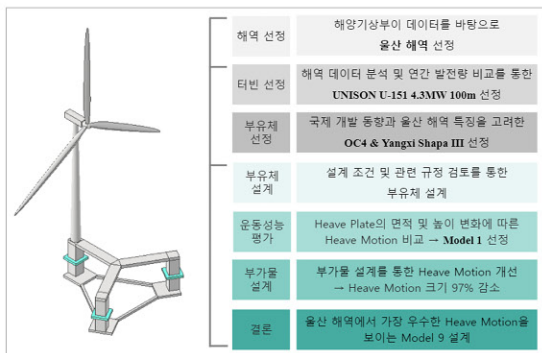 해역 선정
해양기상부이 데이터를 바탕으로
울산 해역 선정
터빈 선정
해역 데이터 분석 및 연간 발전량 비교를 통한
UNISON U-151 4.3MW 100m 선정
부유체
선정
국제 개발 동향과 울산 해역 특징을 고려한
OC4 & Yangxi Shapa III 선정
부유체
설계
설계 조건 및 관련 규정 검토를 통한
부유체 설계
운동성능
평가
Heave Plate의 면적 및 높이 변화에 따른
Heave Motion 비교 → Model 1 선정
부가물
설계
부가물 설계를 통한 Heave Motion 개선
→ Heave Motion 크기 97% 감소
결론
울산 해역에서 가장 우수한 Heave Motion을
보이는 Model 9 설계